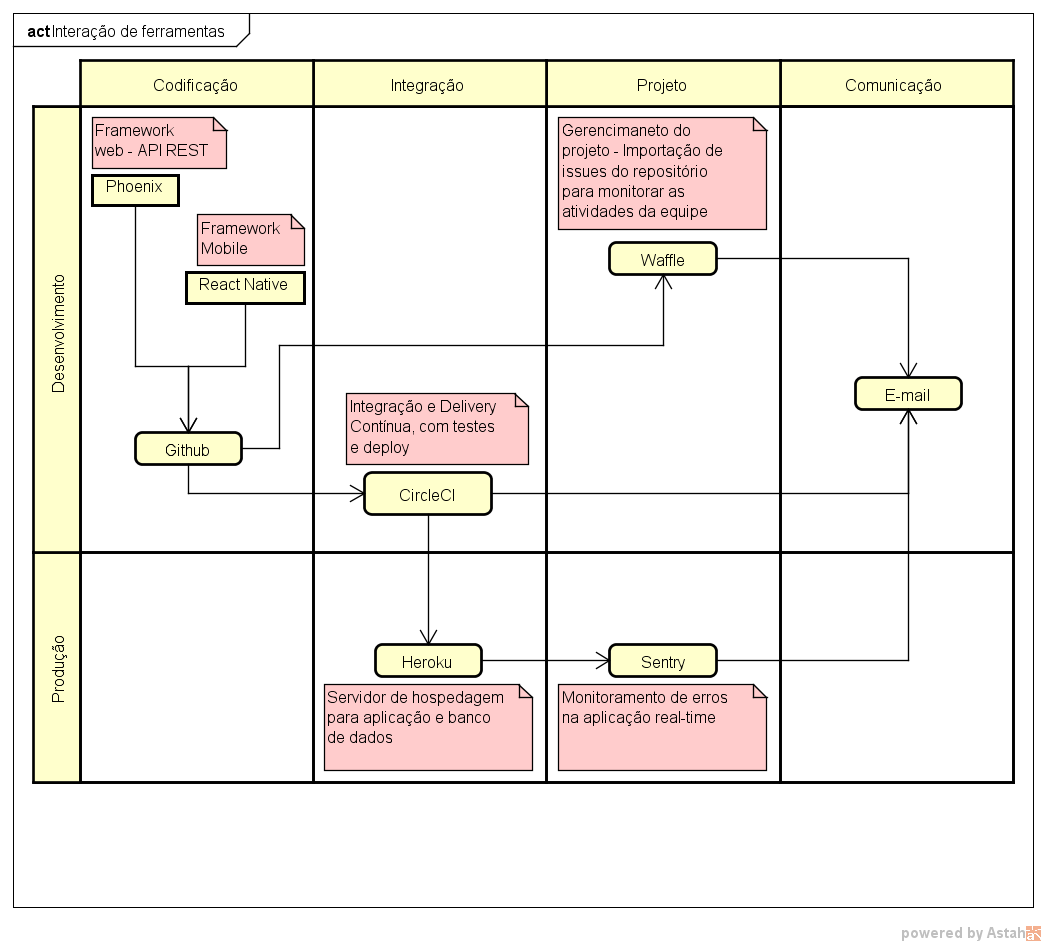 act Interação de ferramentas
Codificação
Integração
Projeto
Comunicação
Desenvolvimento
Framework
web - API REST
Phoenix
Framework
Mobile
React Native
Gerencimaneto do
projeto - Importação de
issues do repositório
para monitorar as
atividades da equipe
Waffle
E-mail
Integração e Delivery
Contínua, com testes
e deploy
Github
CircleCI
Produção
Heroku
Sentry
Servidor de hospedagem
para aplicação e banco
de dados
Monitoramento de erros
na aplicação real-time
powered by Astah